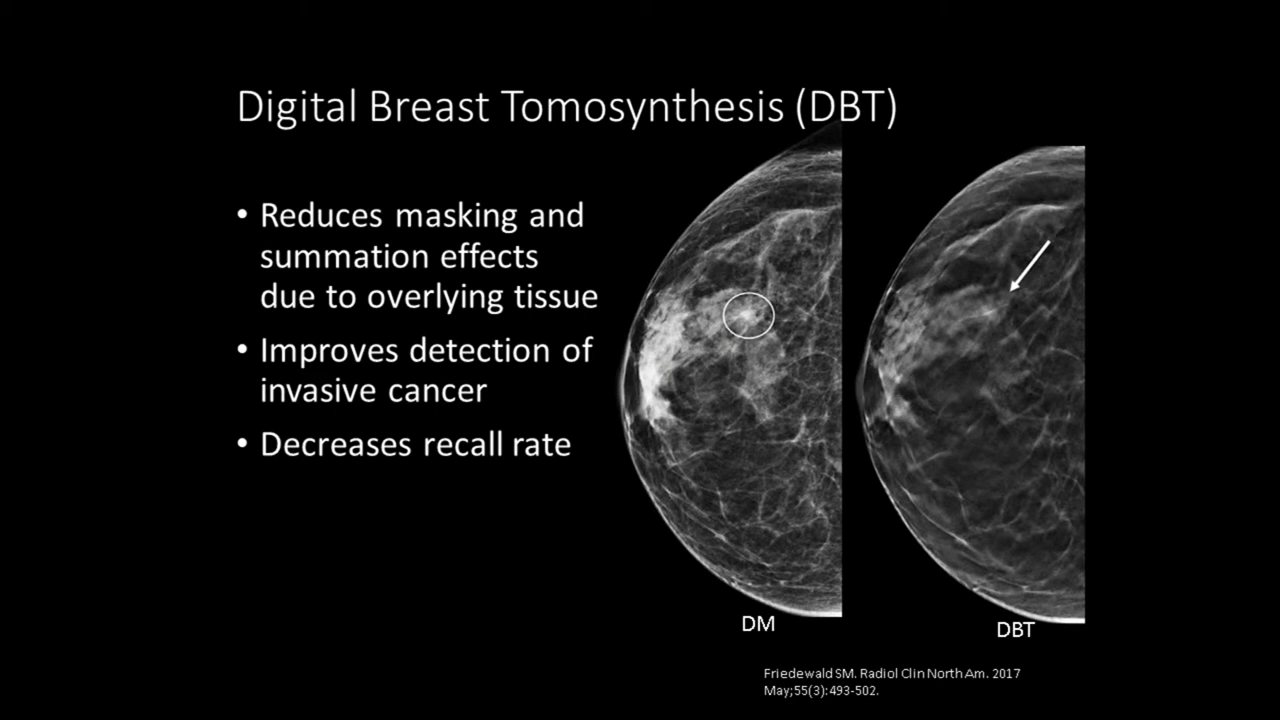 Digital Breast Tomosynthesis (DBT)
• Reduces masking and
summation effects
due to overlying tissue
• Improves detection of
invasive cancer
• Decreases recall rate
DM
DBT
Friedewald SM. Radiol Clin North Am. 2017
May;55(3):493-502.